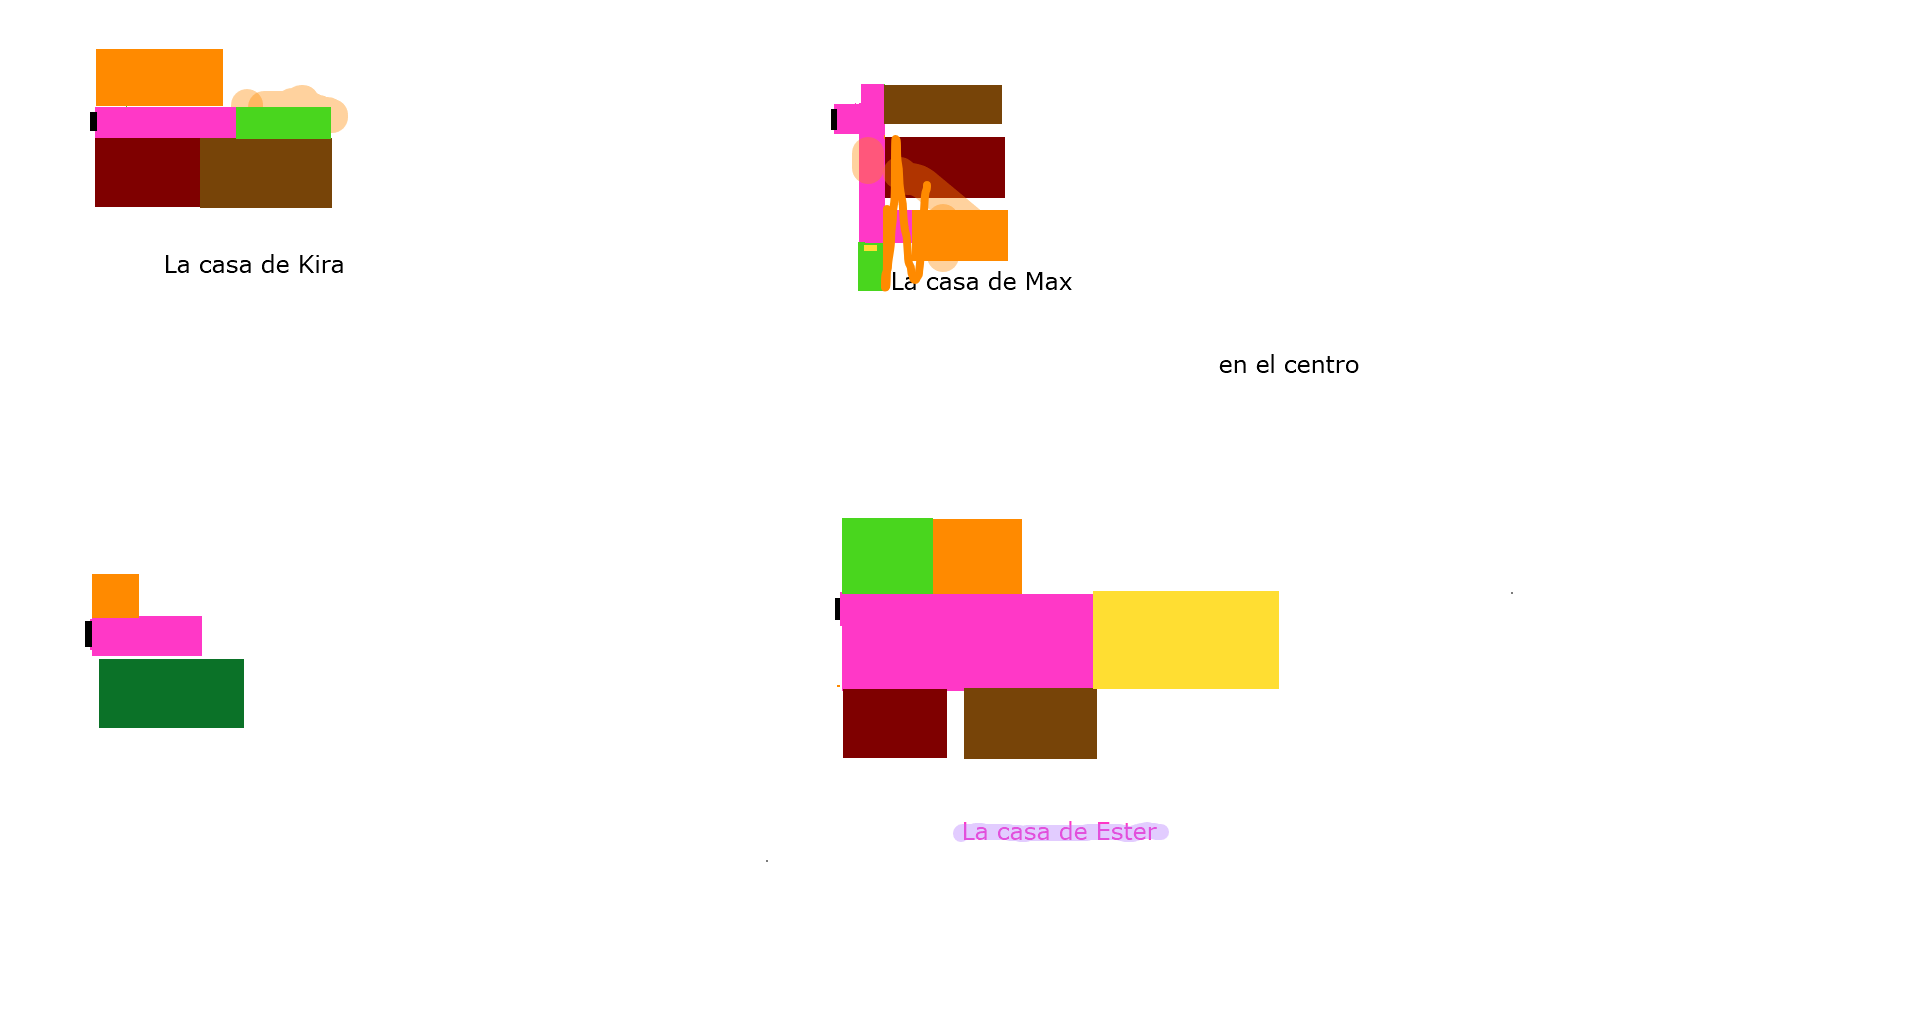 La casa de Kira
La casa de Max
en el centro
La casa de Ester